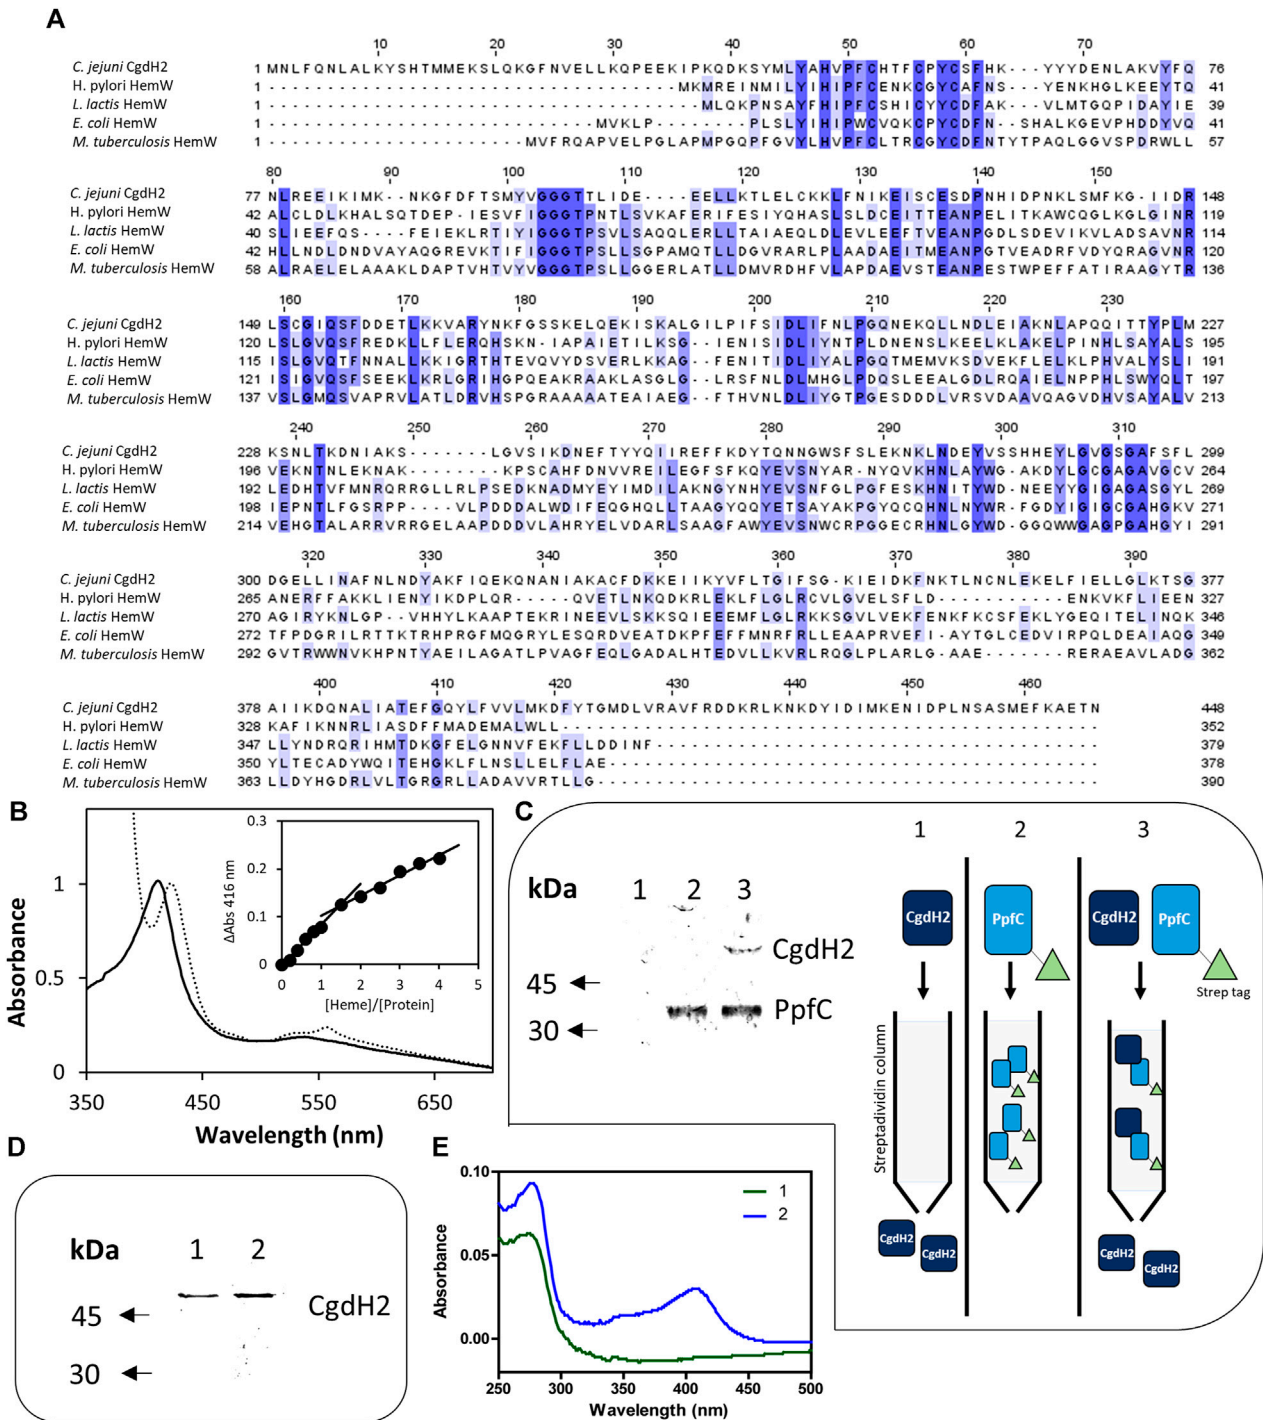 A
10 20 30 40 50 60 70
C. jejuni CgdH2 1 MNLFQNLALKYSHTMMEKSLQKGFNVELLKQPEEKIPKQDKSYMLYAHVPFCHTFCPYCSFHK---YYYDENLAKVYFQ 76
H. pylori HemW 1 -----------------------------------MKMREINMILYIHIPFCENKCGYCAFNS---YENKHGLKEEYTQ 41
L. lactis HemW 1 -------------------------------------MLQKPNSAYFHIPFCSHICYYCDFAK---VLMTGQPIDAYIE 39
E. coli HemW 1 ----------------------------MVKLP----PLSLYIHIPWCVQKCPYCDFNS--SHALKGEVPHDDYVQ 41
M. tuberculosis HemW 1 ----------------------MVFRQAPVELPGLAPMPGQPFGVYLHVPFCLTRCGYCDFNTYTPAQLGGVSPDRWLL 57
80 90 100 110 120 130 140 150
C. jejuni CgdH2 77 NLREEIKIMK--NKGFDFTSMYVGGGTTLIDE----EELLKTLELCKKLFNIKEISCESDPNHIDPNKLSMFKG-IIDR 148
H. pylori HemW 42 ALCLDLKHALSQTDEP-IESVFIGGGTPNTLSVKAFERIFESIYQHASLSLDCEITTEANPELITKAWCQGLKGLGINR 119
L. lactis HemW 40 SLIEEFQS----FEIEKLRTIYIGGGTPSVLSAQQLERLLTAIAEQLDLEVLEEFTVEANPGDLSDEVIKVLADSAVNR 114
E. coli HemW 42 HLLNDLDNDVAYAQGREVKTIFIGGGTPSLLSGPAMQTLLDGVRARLPLAADAEITMEANPGTVEADRFVDYQRAGVNR 120
M. tuberculosis HemW 58 ALRAELELAAAKLDAPTVHTVYVGGGTPSLLGGERLATLLDMVRDHFVLAPDAEVSTEANPESTWPEFFATIRAAGYTR 136
160 170 180 190 200 210 220 230
C. jejuni CgdH2 149 LSCGIQSFDDETLKKVARYNKFGSSKELQEKISKALGILPIFSIDLIFNLPGQNEKQLLNDLEIAKNLAPQQITTYPLM 227
H. pylori HemW 120 LSLGVQSFREDKLLFLERQHSKN-IAPAIETILKSG--IENISIDLIYNTPLDNENSLKEELKLAKELPINHLSAYALS 195
L. lactis HemW 115 ISLGVQTFNNALLKKIGRTHTEVQVYDSVERLKKAG--FENITIDLIYALPGQTMEMVKSDVEKFLELKLPHVALYSLI 191
E. coli HemW 121 ISIGVQSFSEEKLKRLGRIHGPQEAKRAAKLASGLG--LRSFNLDLMHGLPDQSLEEALGDLRQAIELNPPHLSWYQLT 197
M. tuberculosis HemW 137 VSLGMQSVAPRVLATLDRVHSPGRAAAAATEAIAEG--FTHVNLDLIYGTPGESDDDLVRSVDAAVQAGVDHVSAYALV 213
240 250 260 270 280 290 300 310
C. jejuni CgdH2 228 KSNLTKDNIAKS-------LGVSIKDNEFTYYQIIREFFKDYTQNNGWSFSLEKNKLNDEYVSSHHEYLGVGSGAFSFL 299
H. pylori HemW 196 VEKNTNLEKNAK-------KPSCAHFDNVVREILEGFSFKQYEVSNYAR-NYQVKHNLAYWG-AKDYLGCGAGAVGCV 264
L. lactis HemW 192 LEDHTVFMNRQRRGLLRLPSEDKNADMYEYIMDILAKNGYNHYEVSNFGLPGFESKHNITYWD-NEEYYGIGAGASGYL 269
E. coli HemW 198 IEPNTLFGSRPP---VLPDDDALWDIFEQGHQLLTAAGYQQYETSAYAKPGYQCQHNLNYWR-FGDYIGIGCGAHGKV 271
M. tuberculosis HemW 214 VEHGTALARRVRRGELAAPDDDVLAHRYELVDARLSAAGFAWYEVSNWCRPGGECRHNLGYWD-GGQWWGAGPGAHGYI 291
320 330 340 350 360 370 380 390
C. jejuni CgdH2 300 DGELLINAFNLNDYAKFIQEKQNANIAKACFDKKEIIKYVFLTGIFSG-KIEIDKFNKTLNCNLEKELFIELLGLKTSG 377
H. pylori HemW 265 ANERFFAKKLIENYIKDPLQR------QVETLNKQDKRLEKLFLGLRCVLGVELSFLD---------ENKVKFLIEEN 327
L. lactis HemW 270 AGIRYKNLGP--VHHYLKAAPTEKRINEEVLSKKSQIEEEMFLGLRKKSGVLVEKFENKFKCSFEKLYGEQITELINQK 346
E. coli HemW 272 TFPDGRILRTTKTRHPRGFMQGRYLESQRDVEATDKPFEFFMNRFRLLEAAPRVEFI-AYTGLCEDVIRPQLDEAIAQG 349
M. tuberculosis HemW 292 GVTRWWNVKHPNTYAEILAGATLPVAGFEQLGADALHTEDVLLKVRLRQGLPLARLG-AAE-------RERAEAVLADG 362
400 410 420 430 440 450 460
C. jejuni CgdH2 378 AIIKDQNALIATEFGQYLFVVLMKDFYTGMDLVRAVFRDDKRLKNKDYIDIMKENIDPLNSASMEFKAETN 448
H. pylori HemW 328 KAFIKNNRLIASDFFMADEMALWLL---------------------------------------------- 352
L. lactis HemW 347 LLYNDRQRIHMTDKGFELGNNVFEKFLLDDINF-------------------------------------- 379
E. coli HemW 350 YLTECADYWQITEHGKLFLNSLLELFLAE------------------------------------------ 378
M. tuberculosis HemW 363 LLDYHGDRLVLTGRGRLLADAVVRTLLG------------------------------------------- 390
B
Absorbance
1
0.5
0
350 450 550 650
Wavelength (nm)
ΔAbs 416 nm
0.3
0.2
0.1
0
0 1 2 3 4 5
[Heme]/[Protein]
C
kDa 1 2 3
CgdH2
45
PpfC
30
1 2 3
CgdH2
PpfC
CgdH2
PpfC
Strep tag
Streptadividin column
CgdH2
CgdH2
CgdH2
CgdH2
D
kDa 1 2
CgdH2
45
30
E
Absorbance
0.10
0.05
0.00
1
2
250 300 350 400 450 500
Wavelength (nm)